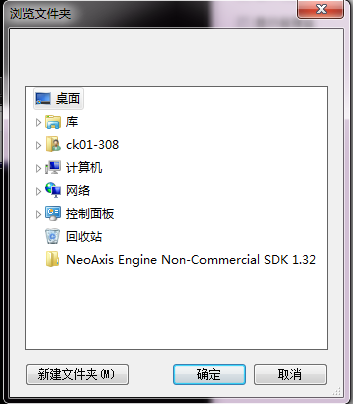 浏览文件夹
桌面
库
ck01-308
计算机
网络
控制面板
回收站
NeoAxis Engine Non-Commercial SDK 1.32
新建文件夹(M) 确定 取消